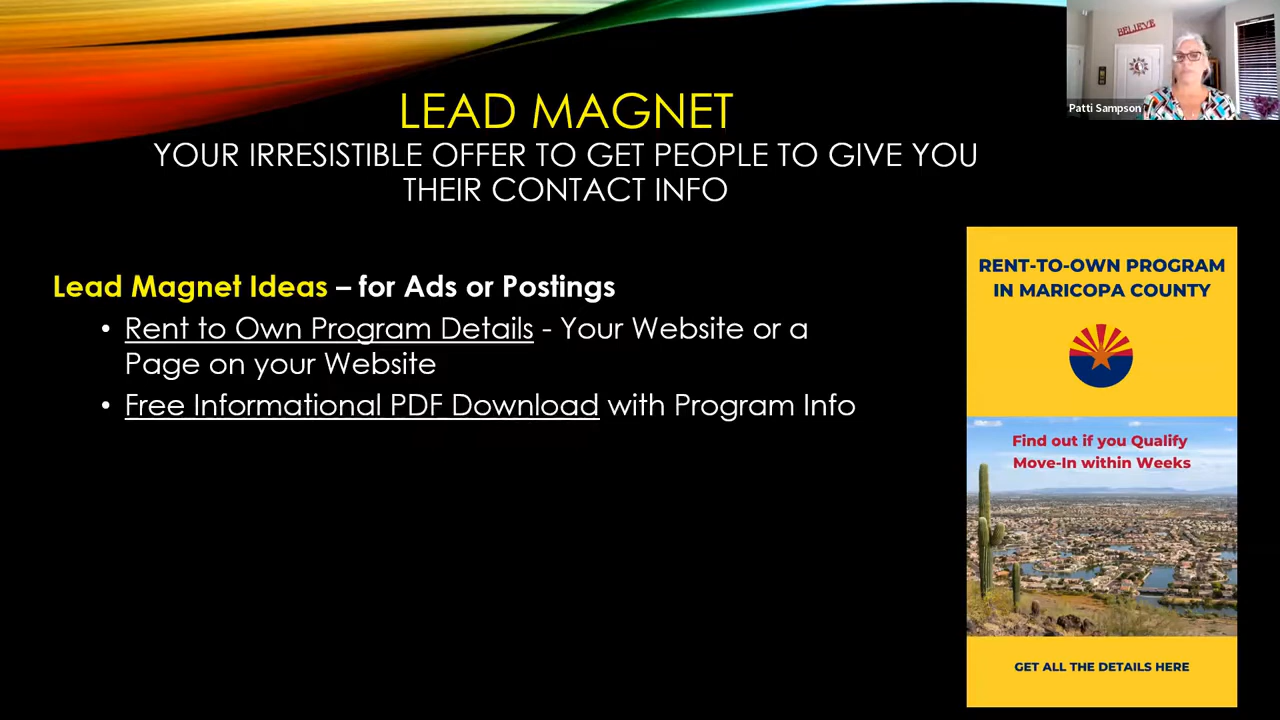 BELIEVE
Patti Sampson
LEAD MAGNET
YOUR IRRESISTIBLE OFFER TO GET PEOPLE TO GIVE YOU
THEIR CONTACT INFO
Lead Magnet Ideas – for Ads or Postings
• Rent to Own Program Details - Your Website or a
Page on your Website
• Free Informational PDF Download with Program Info
RENT-TO-OWN PROGRAM
IN MARICOPA COUNTY
Find out if you Qualify
Move-In within Weeks
GET ALL THE DETAILS HERE